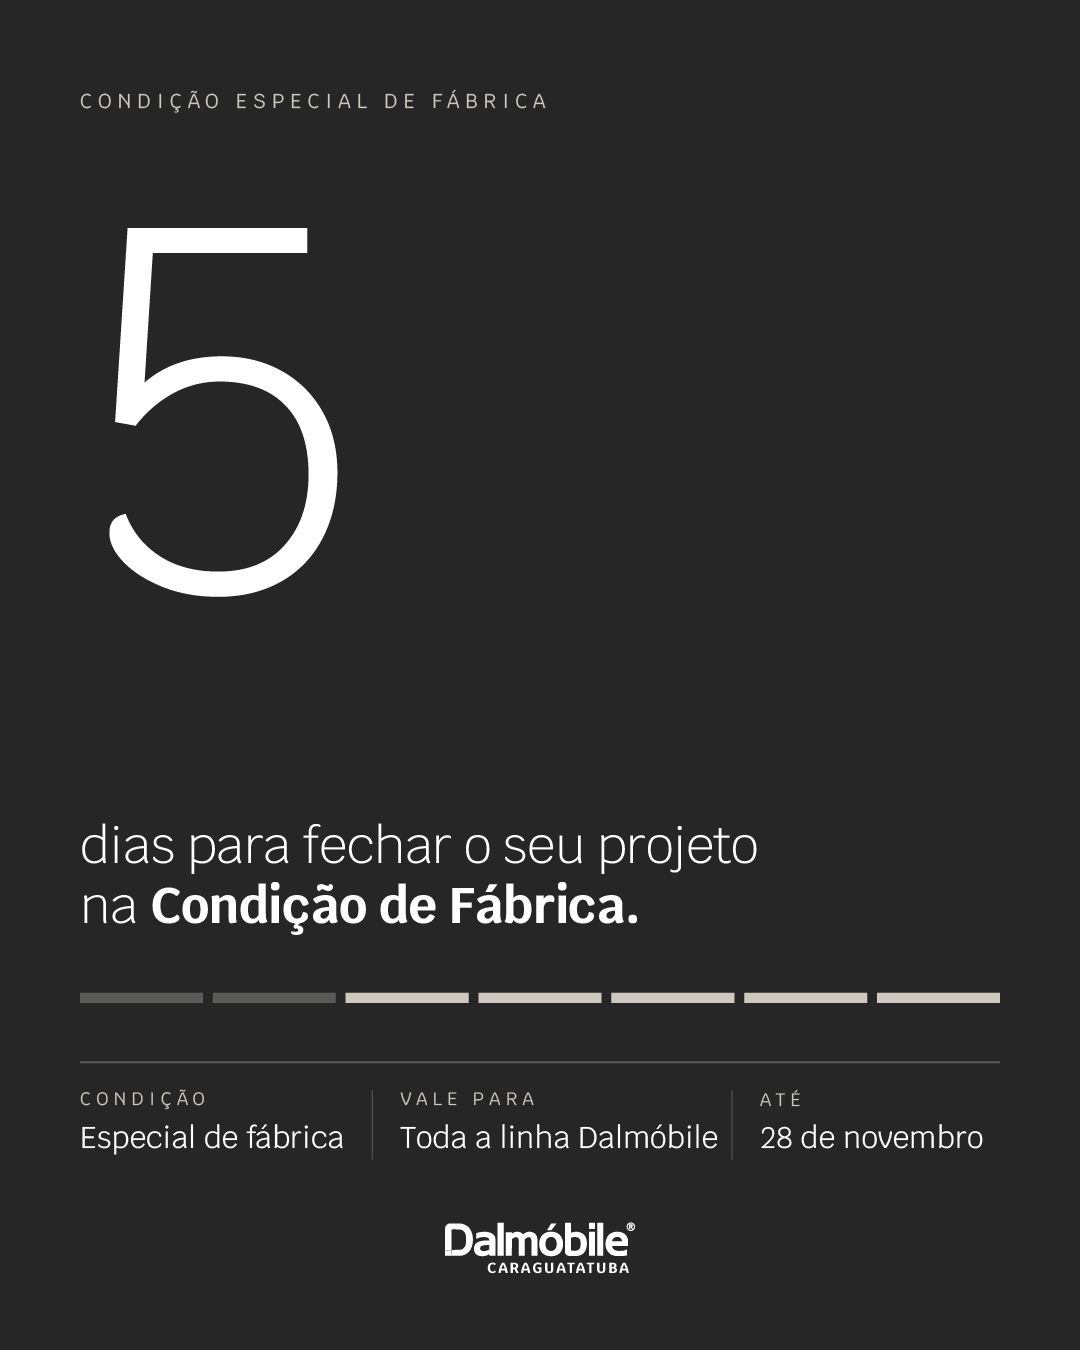 CONDIÇÃO ESPECIAL DE FÁBRICA
5
dias para fechar o seu projeto
na Condição de Fábrica.
CONDIÇÃO
Especial de fábrica
VALE PARA
Toda a linha Dalmóbile
ATÉ
28 de novembro
Dalmóbile®
CARAGUATATUBA